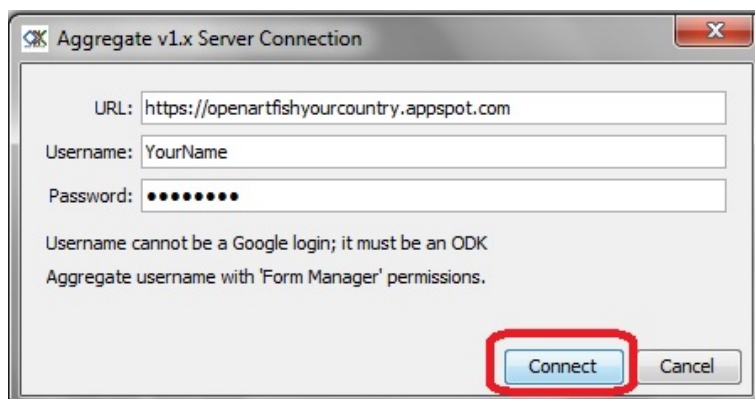 Aggregate v1.x Server Connection
URL: https://openartfishyourcountry.appspot.com
Username: YourName
Password: ●●●●●●●●
Username cannot be a Google login; it must be an ODK
Aggregate username with 'Form Manager' permissions.
Connect Cancel